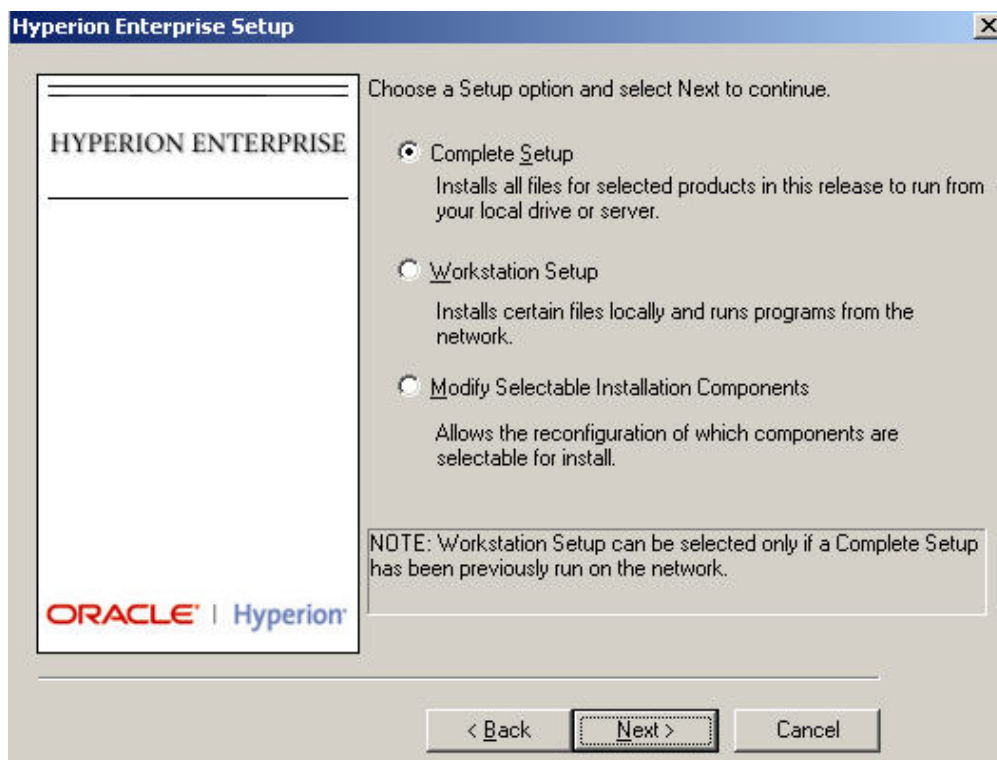 Hyperion Enterprise Setup
HYPERION ENTERPRISE
Choose a Setup option and select Next to continue.
Complete Setup
Installs all files for selected products in this release to run from
your local drive or server.
Workstation Setup
Installs certain files locally and runs programs from the
network.
Modify Selectable Installation Components
Allows the reconfiguration of which components are
selectable for install.
NOTE: Workstation Setup can be selected only if a Complete Setup
has been previously run on the network.
ORACLE | Hyperion
< Back
Next >
Cancel